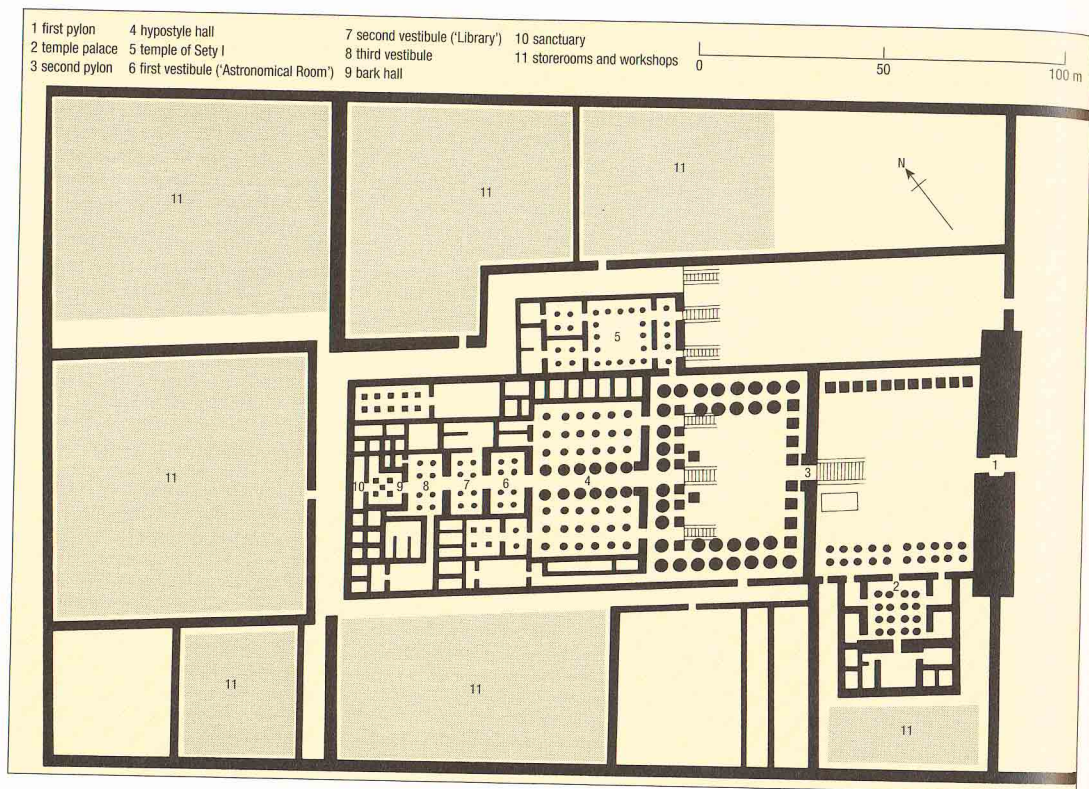 1 first pylon
2 temple palace
3 second pylon
4 hypostyle hall
5 temple of Sety I
6 first vestibule (‘Astronomical Room’)
7 second vestibule (‘Library’)
8 third vestibule
9 bark hall
10 sanctuary
11 storerooms and workshops
0 50 100 m
11
11
11
N
5
11
10 9 8 7 6 4 3 1
2
11
11
11